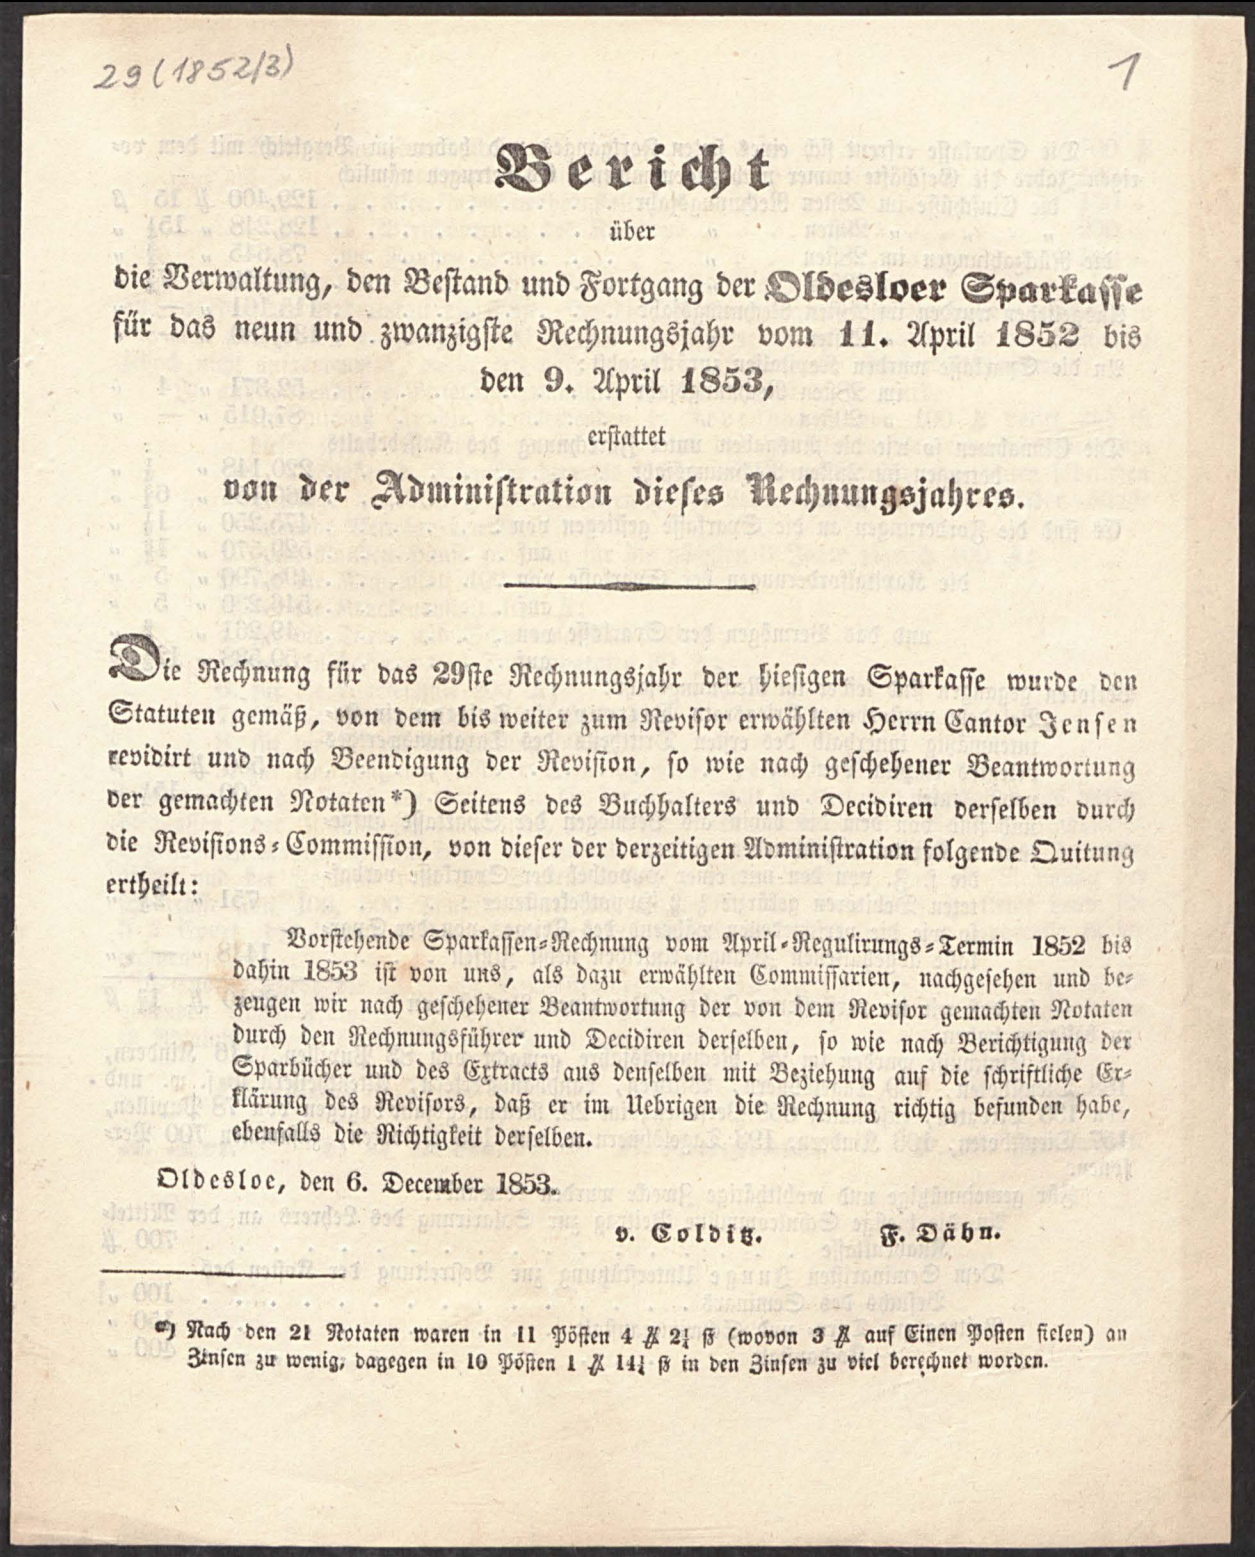 29 (1852/3)
1
Bericht
über
die Verwaltung, den Bestand und Fortgang der Oldesloer Sparkasse
für das neun und zwanzigste Rechnungsjahr vom 11. April 1852 bis
den 9. April 1853,
erstattet
von der Administration dieses Rechnungsjahres.
Die Rechnung für das 29ste Rechnungsjahr der hiesigen Sparkasse wurde den
Statuten gemäß, von dem bis weiter zum Revisor erwählten Herrn Cantor Jensen
revidirt und nach Beendigung der Revision, so wie nach geschehener Beantwortung
der gemachten Notaten*) Seitens des Buchhalters und Decidiren derselben durch
die Revisions-Commission, von dieser der derzeitigen Administration folgende Quitung
ertheilt:
Vorstehende Sparkassen-Rechnung vom April-Regulirungs-Termin 1852 bis
dahin 1853 ist von uns, als dazu erwählten Commissarien, nachgesehen und be-
zeugen wir nach geschehener Beantwortung der von dem Revisor gemachten Notaten
durch den Rechnungsführer und Decidiren derselben, so wie nach Berichtigung der
Sparbücher und des Extracts aus denselben mit Beziehung auf die schriftliche Er-
klärung des Revisors, daß er im Uebrigen die Rechnung richtig befunden habe,
ebenfalls die Richtigkeit derselben.
Oldesloe, den 6. December 1853.
v. Colditz. F. Dähn.
*) Nach den 21 Notaten waren in 11 Pösten 4 ℳ 2 ß (wovon 3 ℳ auf Einen Posten fielen) an
Zinsen zu wenig, dagegen in 10 Pösten 1 ℳ 14 ß in den Zinsen zu viel berechnet worden.